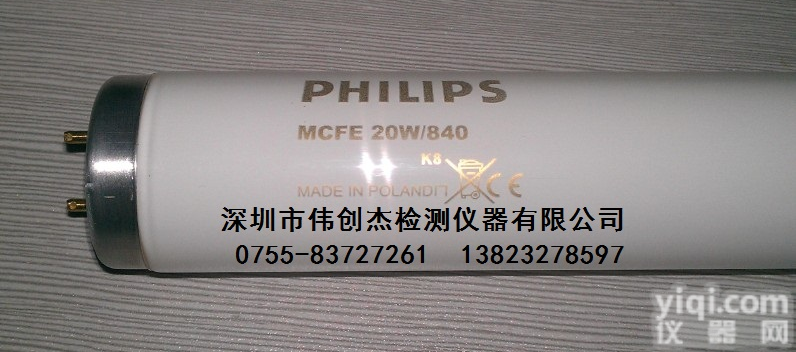 PHILIPS
MCFE 20W/840
K8
MADE IN POLAND
CE
深圳市伟创杰检测仪器有限公司
0755-83727261 13823278597
yiqi.com
仪器网